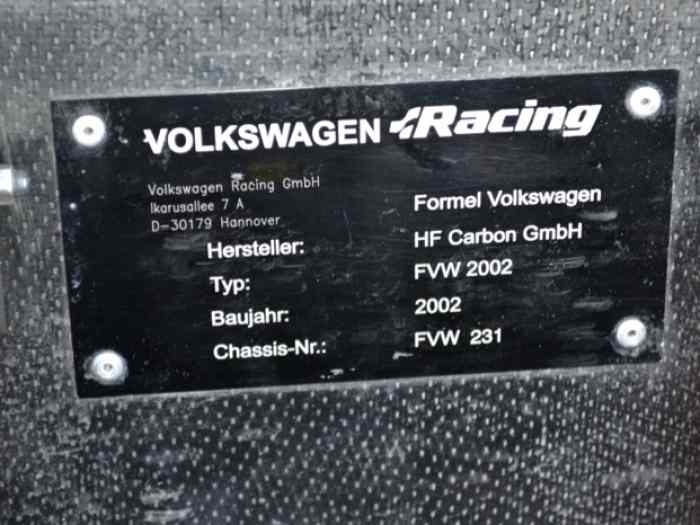 VOLKSWAGEN Racing
Volkswagen Racing GmbH
Ikarusallee 7 A
D-30179 Hannover
Formel Volkswagen
Hersteller: HF Carbon GmbH
Typ: FVW 2002
Baujahr: 2002
Chassis-Nr.: FVW 231